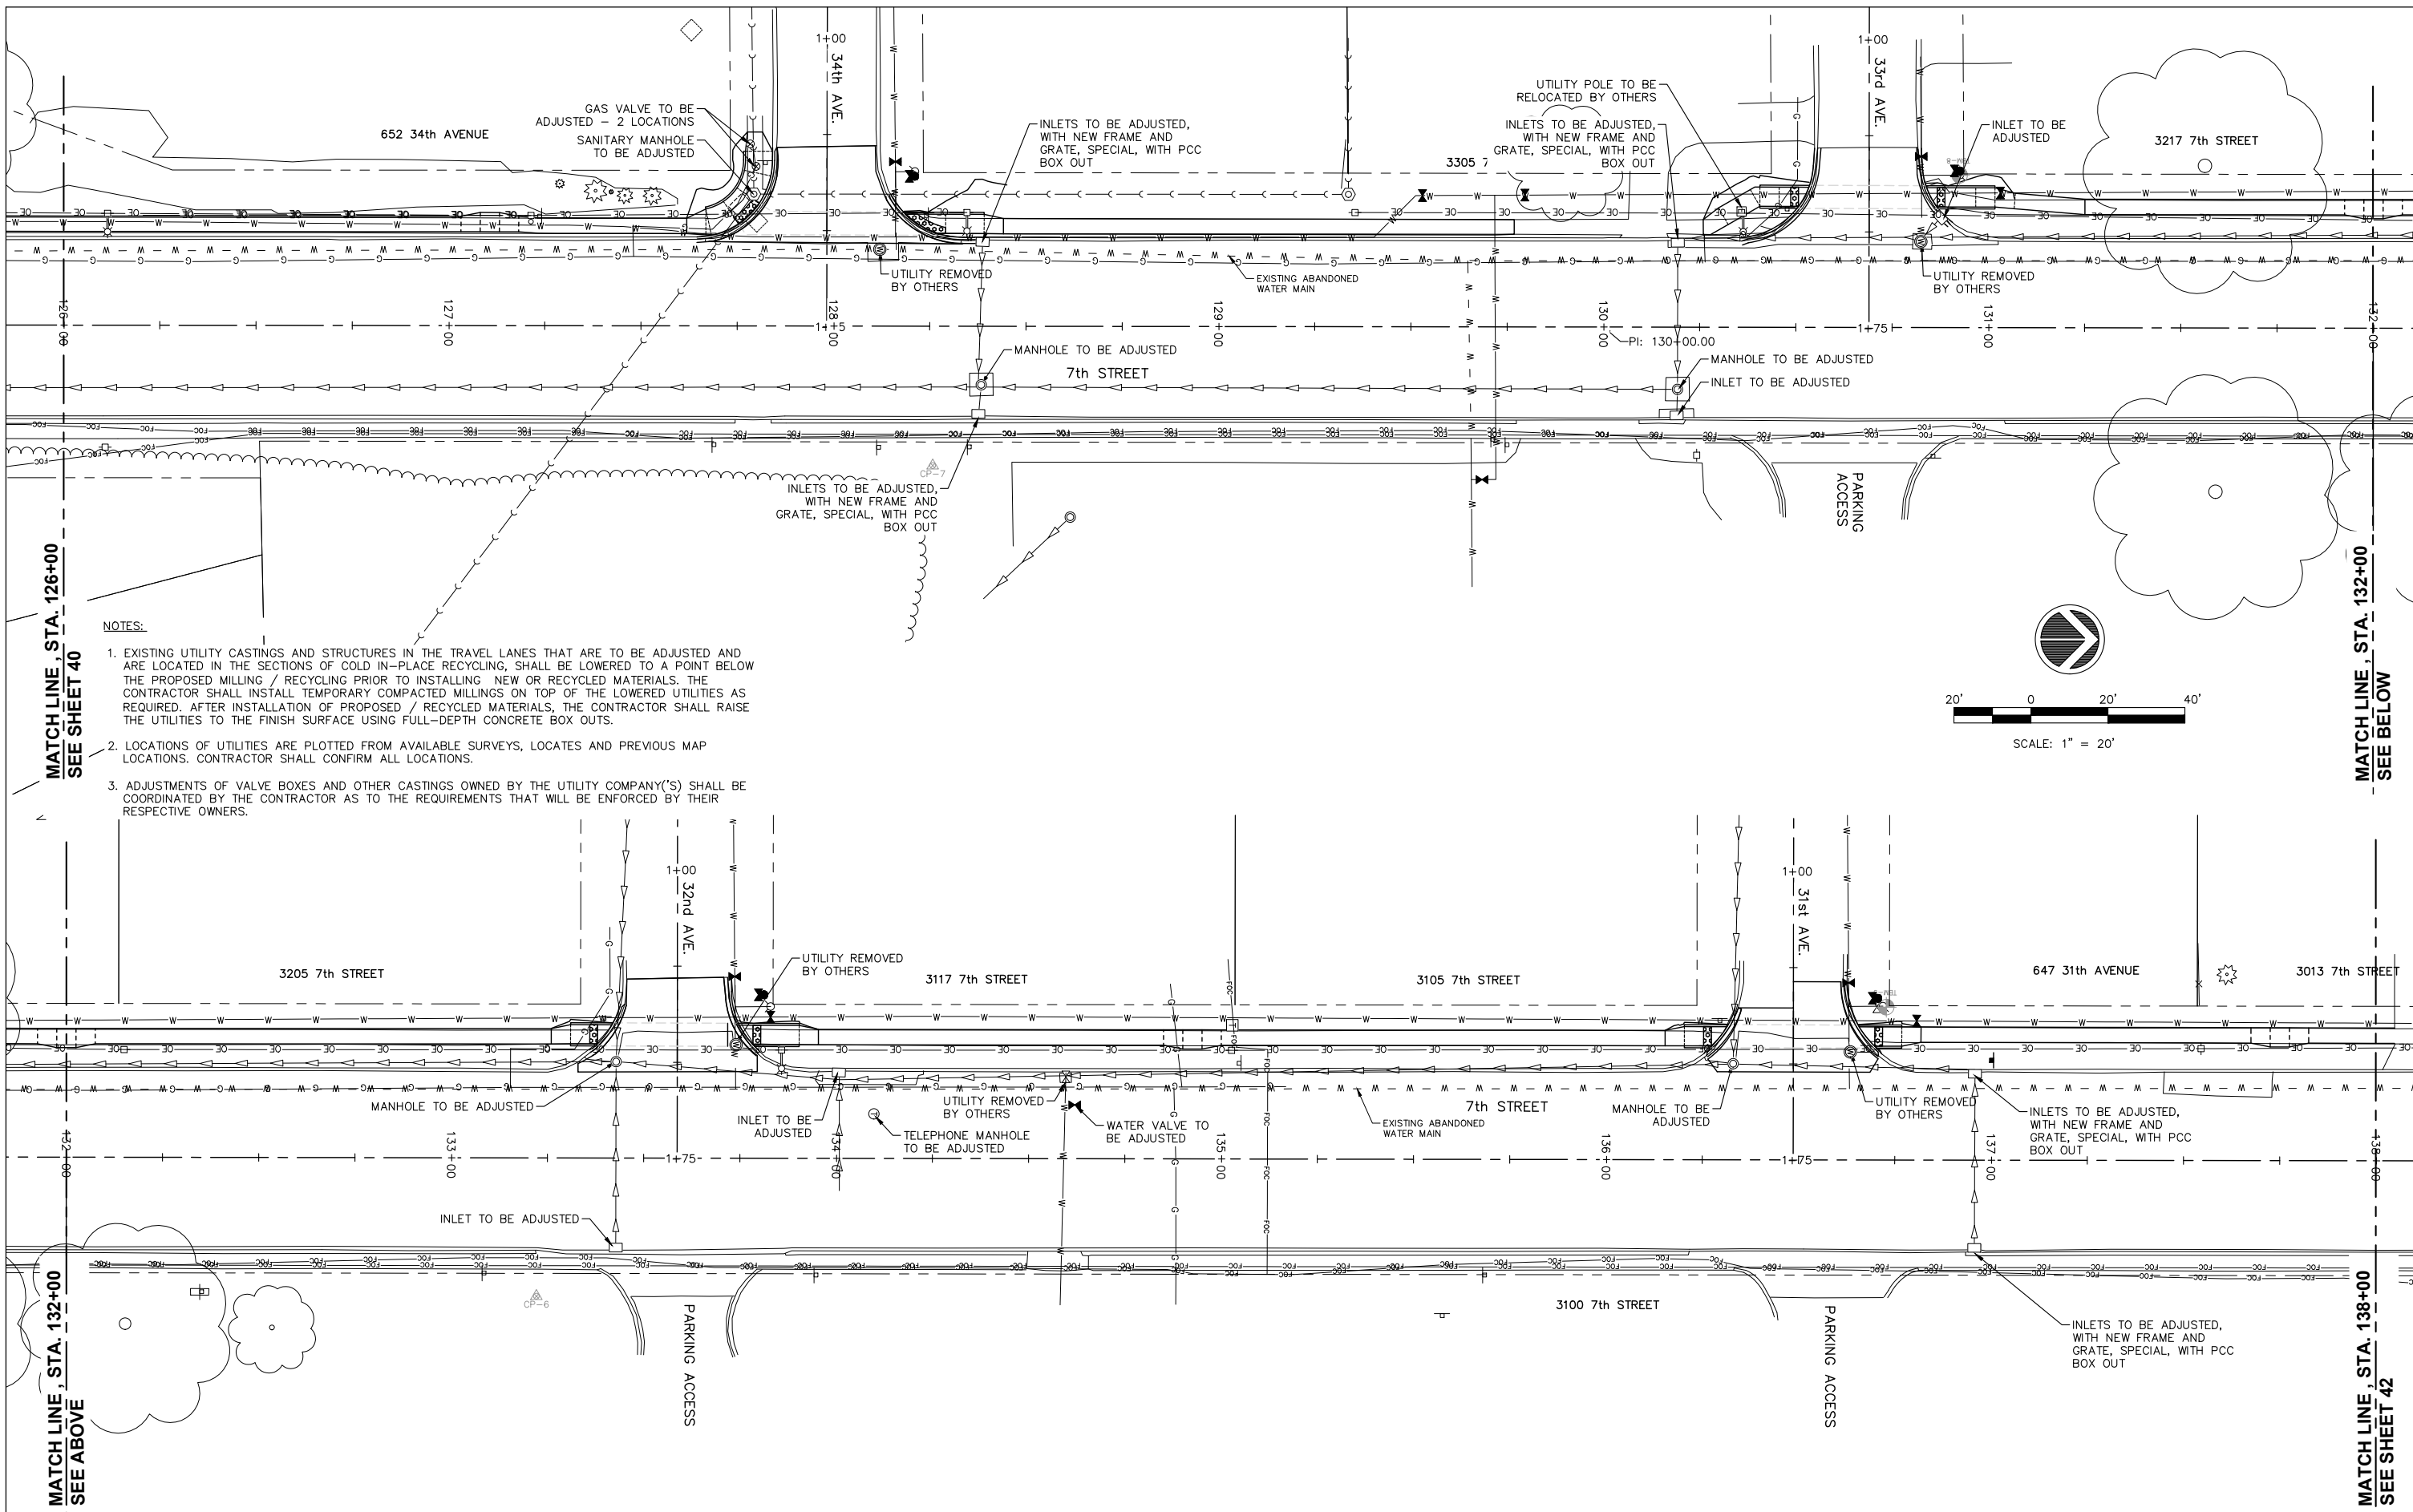 1+00
34th AVE.
1+00
33rd AVE.
652 34th AVENUE
GAS VALVE TO BE
ADJUSTED - 2 LOCATIONS
SANITARY MANHOLE
TO BE ADJUSTED
INLETS TO BE ADJUSTED,
WITH NEW FRAME AND
GRATE, SPECIAL, WITH PCC
BOX OUT
UTILITY POLE TO BE
RELOCATED BY OTHERS
INLETS TO BE ADJUSTED,
WITH NEW FRAME AND
GRATE, SPECIAL, WITH PCC
BOX OUT
3305 7
INLET TO BE
ADJUSTED
3217 7th STREET
UTILITY REMOVED
BY OTHERS
EXISTING ABANDONED
WATER MAIN
UTILITY REMOVED
BY OTHERS
126+00
127+00
128+00
129+00
130+00
131+00
132+00
1+75
PI: 130+00.00
MANHOLE TO BE ADJUSTED
7th STREET
MANHOLE TO BE ADJUSTED
INLET TO BE ADJUSTED
CP-7
INLETS TO BE ADJUSTED,
WITH NEW FRAME AND
GRATE, SPECIAL, WITH PCC
BOX OUT
PARKING
ACCESS
MATCH LINE , STA. 126+00
SEE SHEET 40
MATCH LINE , STA. 132+00
SEE BELOW
NOTES:
1. EXISTING UTILITY CASTINGS AND STRUCTURES IN THE TRAVEL LANES THAT ARE TO BE ADJUSTED AND
ARE LOCATED IN THE SECTIONS OF COLD IN-PLACE RECYCLING, SHALL BE LOWERED TO A POINT BELOW
THE PROPOSED MILLING / RECYCLING PRIOR TO INSTALLING NEW OR RECYCLED MATERIALS. THE
CONTRACTOR SHALL INSTALL TEMPORARY COMPACTED MILLINGS ON TOP OF THE LOWERED UTILITIES AS
REQUIRED. AFTER INSTALLATION OF PROPOSED / RECYCLED MATERIALS, THE CONTRACTOR SHALL RAISE
THE UTILITIES TO THE FINISH SURFACE USING FULL-DEPTH CONCRETE BOX OUTS.
2. LOCATIONS OF UTILITIES ARE PLOTTED FROM AVAILABLE SURVEYS, LOCATES AND PREVIOUS MAP
LOCATIONS. CONTRACTOR SHALL CONFIRM ALL LOCATIONS.
3. ADJUSTMENTS OF VALVE BOXES AND OTHER CASTINGS OWNED BY THE UTILITY COMPANY('S) SHALL BE
COORDINATED BY THE CONTRACTOR AS TO THE REQUIREMENTS THAT WILL BE ENFORCED BY THEIR
RESPECTIVE OWNERS.
20' 0 20' 40'
SCALE: 1" = 20'
1+00
32nd AVE.
1+00
31st AVE.
3205 7th STREET
UTILITY REMOVED
BY OTHERS
3117 7th STREET
3105 7th STREET
647 31th AVENUE
3013 7th STREET
MANHOLE TO BE ADJUSTED
INLET TO BE
ADJUSTED
TELEPHONE MANHOLE
TO BE ADJUSTED
UTILITY REMOVED
BY OTHERS
WATER VALVE TO
BE ADJUSTED
EXISTING ABANDONED
WATER MAIN
7th STREET
MANHOLE TO BE
ADJUSTED
UTILITY REMOVED
BY OTHERS
INLETS TO BE ADJUSTED,
WITH NEW FRAME AND
GRATE, SPECIAL, WITH PCC
BOX OUT
132+00
133+00
1+75
134+00
135+00
136+00
1+75
137+00
138+00
INLET TO BE ADJUSTED
CP-6
PARKING ACCESS
3100 7th STREET
PARKING ACCESS
INLETS TO BE ADJUSTED,
WITH NEW FRAME AND
GRATE, SPECIAL, WITH PCC
BOX OUT
MATCH LINE , STA. 132+00
SEE ABOVE
MATCH LINE , STA. 138+00
SEE SHEET 42